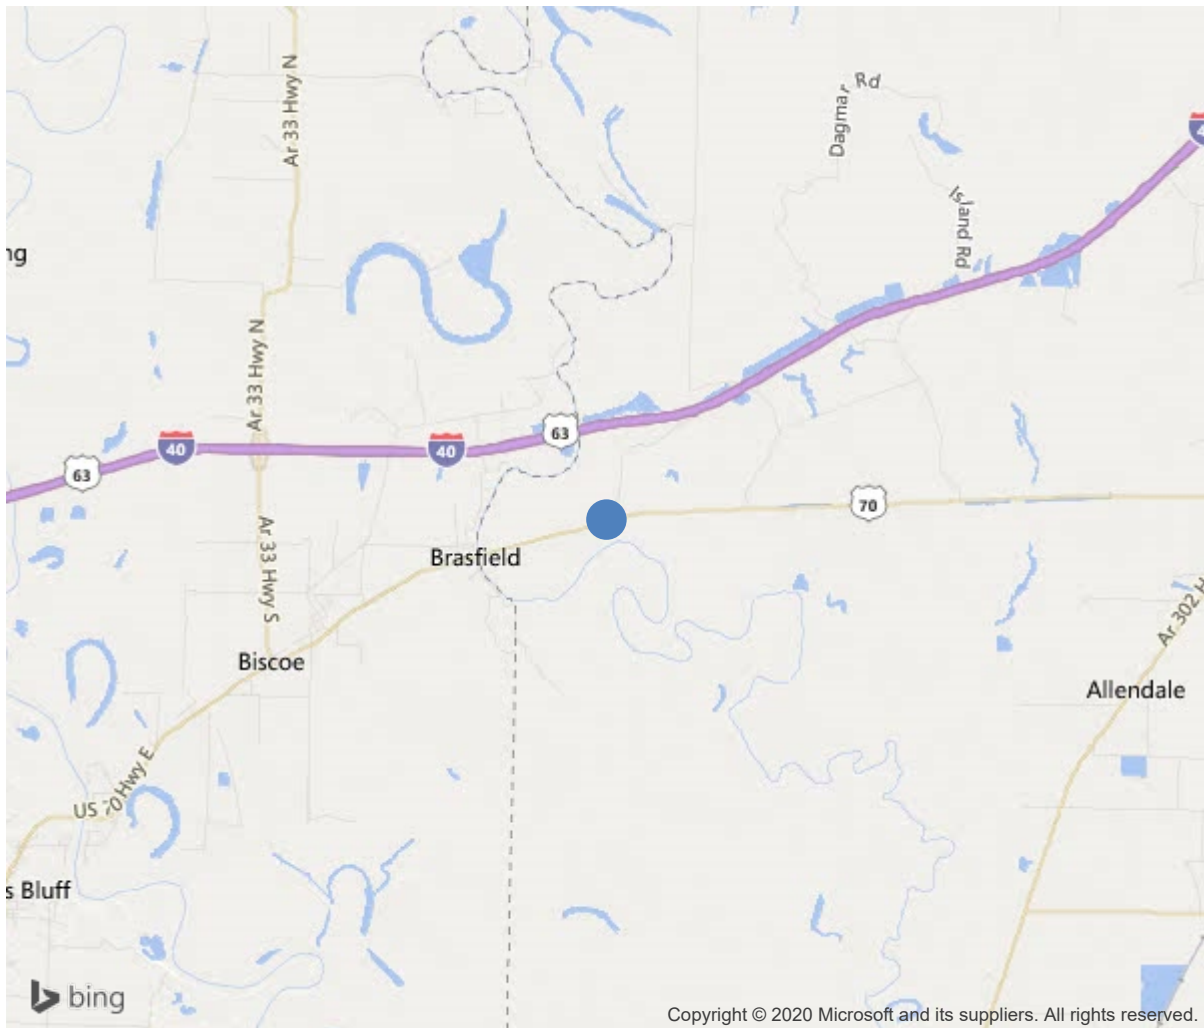 Ar 33 Hwy N
Dagmar Rd
Island Rd
ng
Ar 33 Hwy N
63
40
40
63
70
Ar 33 Hwy S
Brasfield
Biscoe
Ar 302 H
Allendale
US 70 Hwy E
s Bluff
bing
Copyright © 2020 Microsoft and its suppliers. All rights reserved.